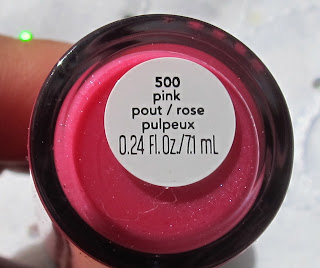 500
pink
pout / rose
pulpeux
0.24 Fl.Oz./7.1 mL